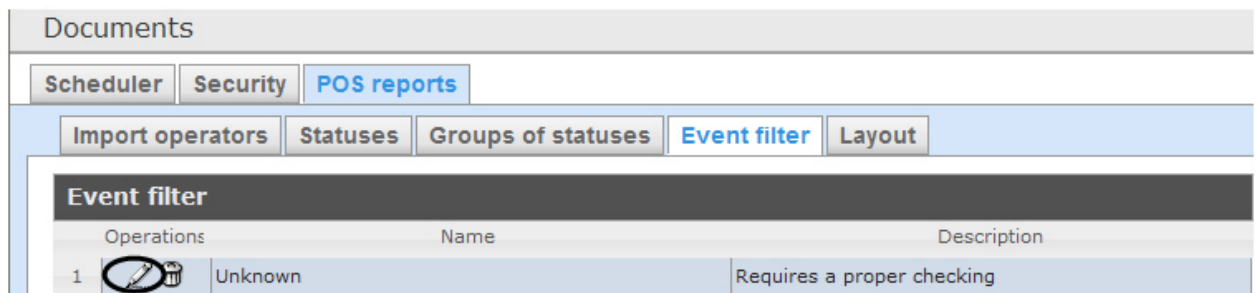 Documents
Scheduler Security POS reports
Import operators Statuses Groups of statuses Event filter Layout
Event filter
Operations Name Description
1 Unknown Requires a proper checking